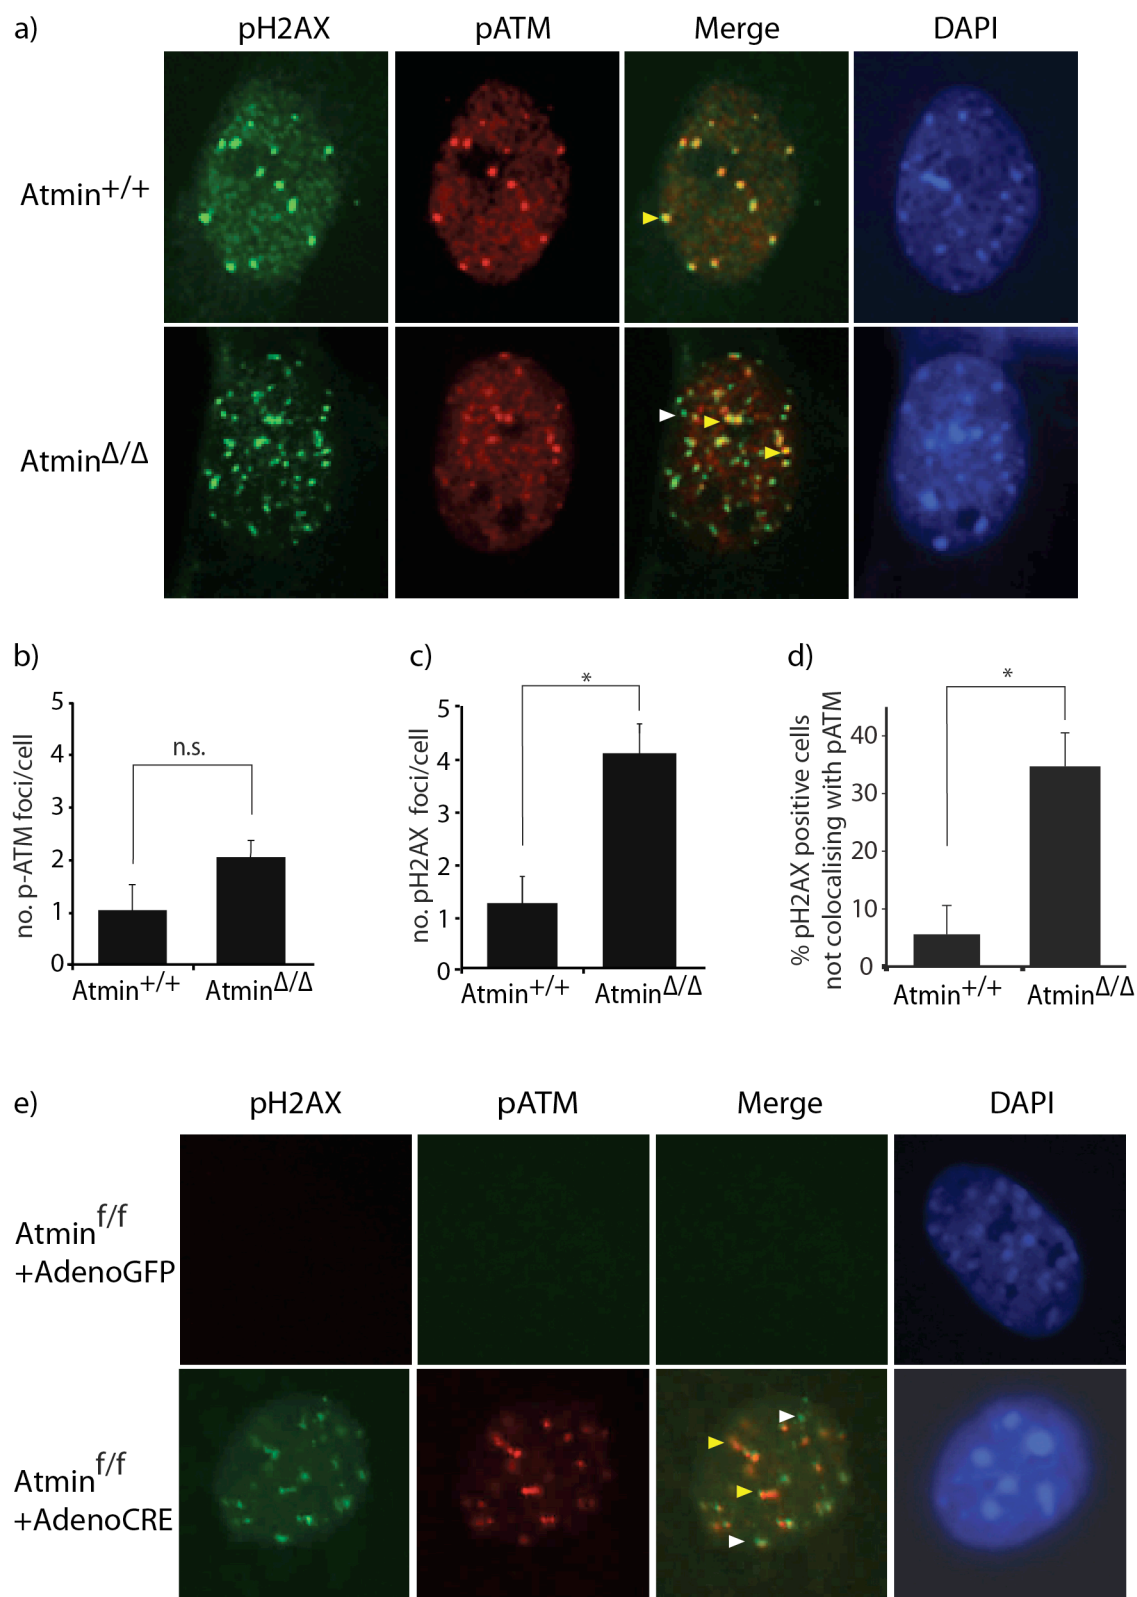 a) pH2AX pATM Merge DAPI
Atmin+/+
AtminΔ/Δ
b) c) d)
no. p-ATM foci/cell
5
4
3
2
1
0
n.s.
Atmin+/+ AtminΔ/Δ
no. pH2AX foci/cell
5
4
3
2
1
0
*
Atmin+/+ AtminΔ/Δ
% pH2AX positive cells
not colocalising with pATM
40
30
20
10
0
*
Atmin+/+ AtminΔ/Δ
e) pH2AX pATM Merge DAPI
Atminf/f
+AdenoGFP
Atminf/f
+AdenoCRE